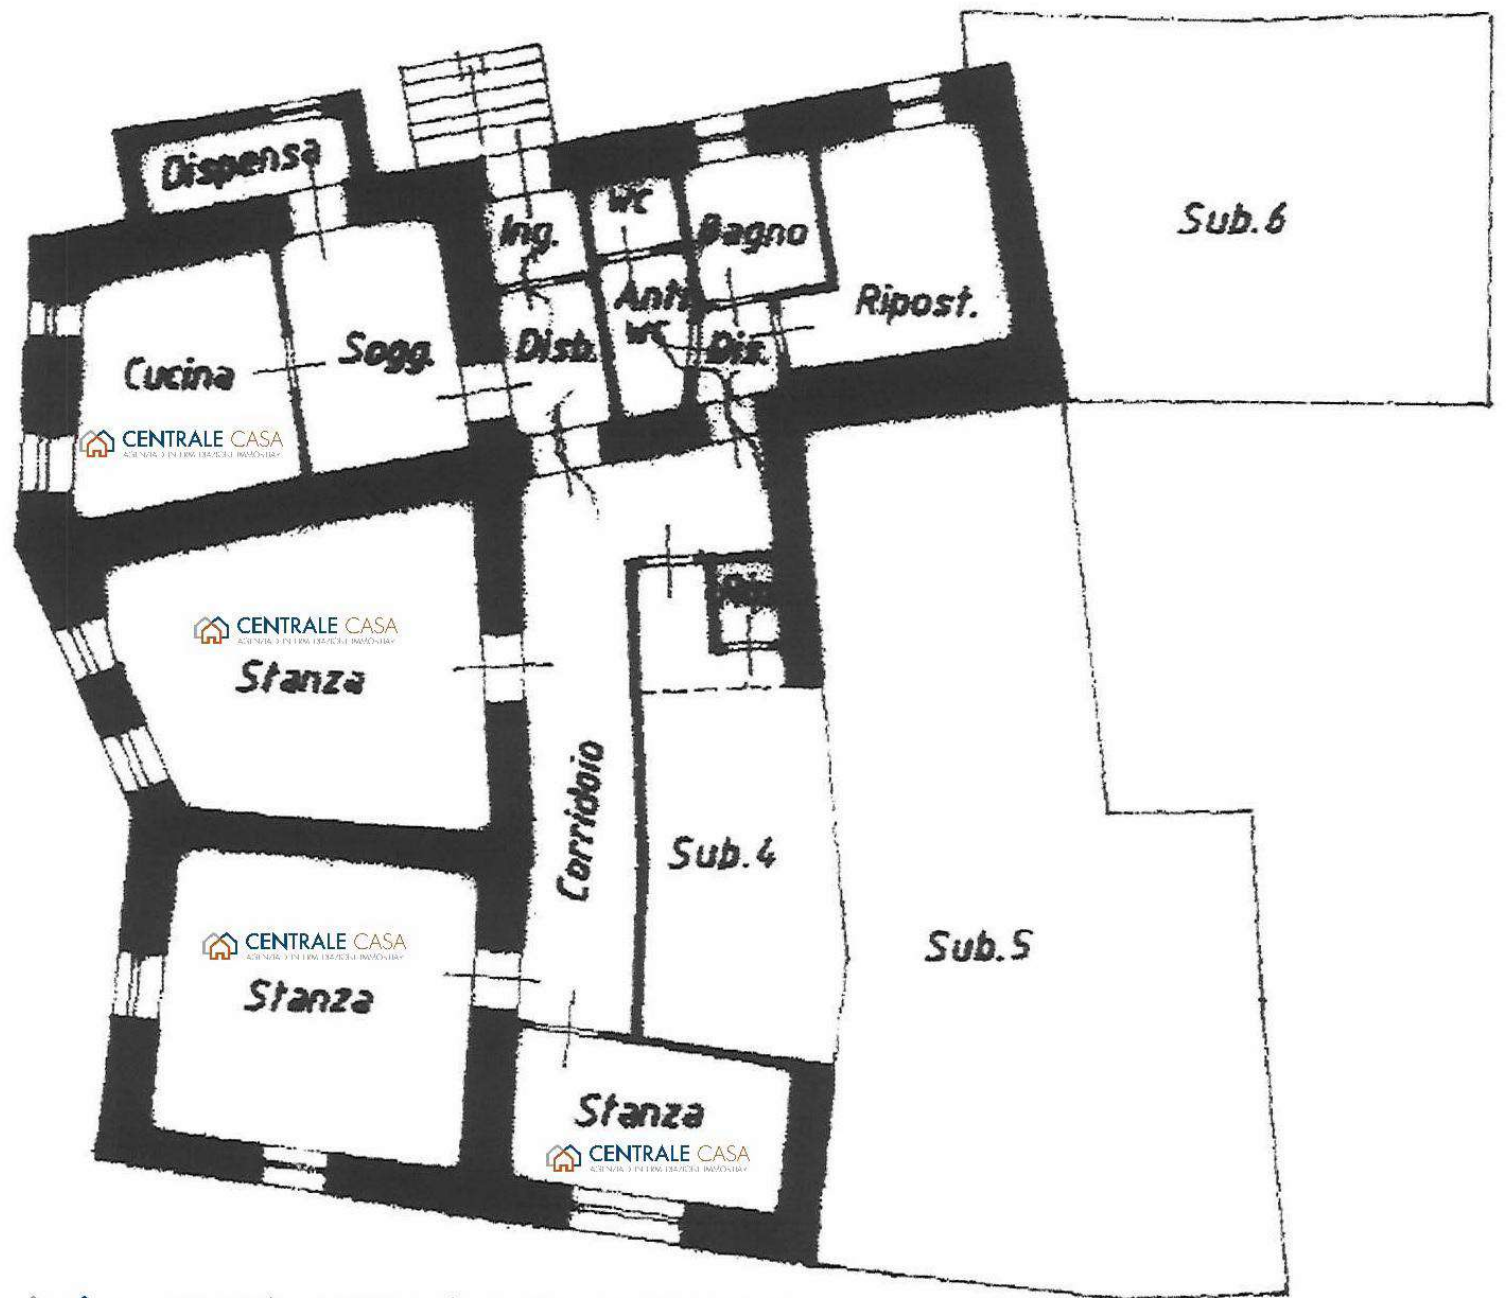 Dispensa
Sub.6
Ing.
wc
Bagno
Ripost.
Anti
wc
Disb.
Dis.
Cucina
Sogg.
CENTRALE CASA
Rip.
CENTRALE CASA
Stanza
Corridoio
Sub.4
CENTRALE CASA
Stanza
Sub.5
Stanza
CENTRALE CASA